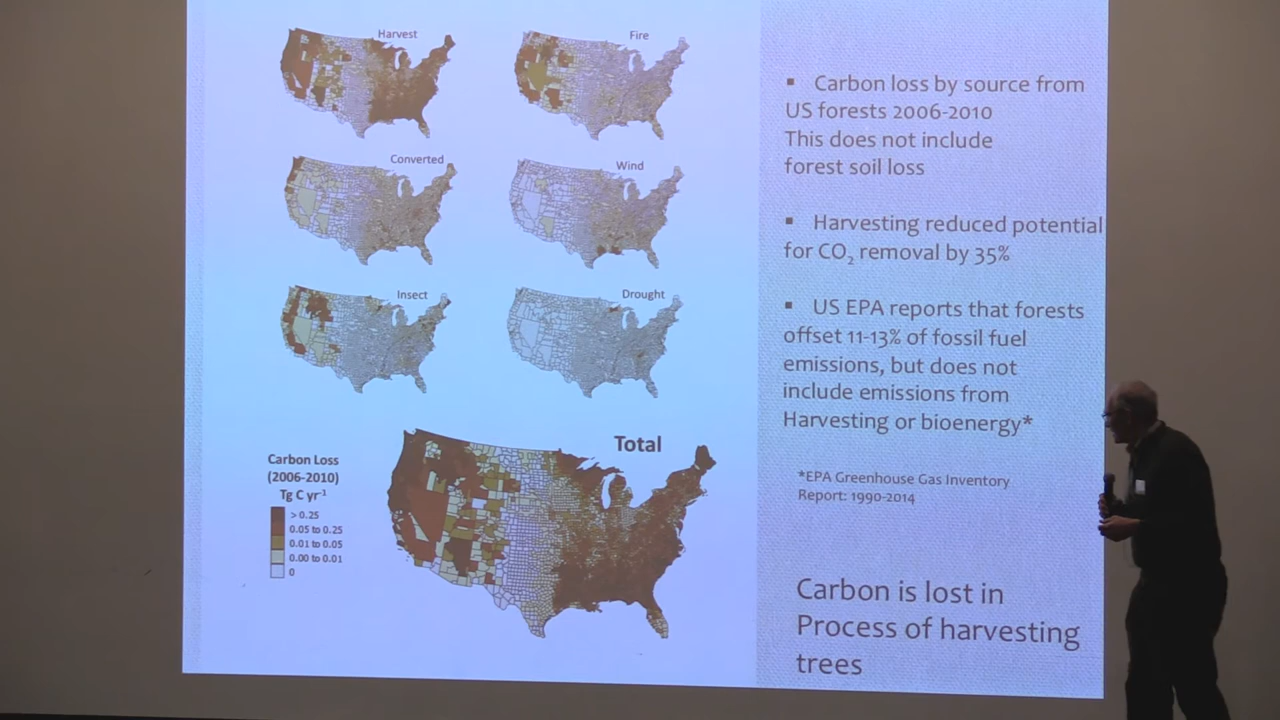 Harvest
Fire
Converted
Wind
Insect
Drought
Total
Carbon Loss
(2006-2010)
Tg C yr⁻¹
> 0.25
0.05 to 0.25
0.01 to 0.05
0.00 to 0.01
0
▪ Carbon loss by source from
US forests 2006-2010
This does not include
forest soil loss
▪ Harvesting reduced potential
for CO₂ removal by 35%
▪ US EPA reports that forests
offset 11-13% of fossil fuel
emissions, but does not
include emissions from
Harvesting or bioenergy*
*EPA Greenhouse Gas Inventory
Report: 1990-2014
Carbon is lost in
Process of harvesting
trees